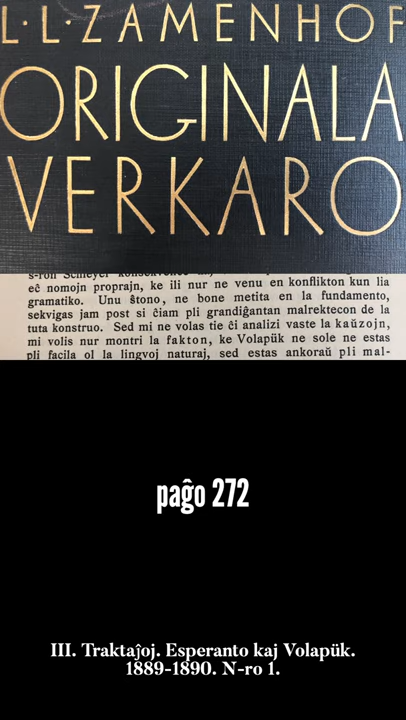 L·L·ZAMENHOF
ORIGINALA
VERKARO
s-ron Schleyer
eĉ nomojn proprajn, ke ili nur ne venu en konflikton kun lia
gramatiko. Unu ŝtono, ne bone metita en la fundamento,
sekvigas jam post si ĉiam pli grandiĝantan malrektecon de la
tuta konstruo. Sed mi ne volas tie ĉi analizi vaste la kaŭzojn,
mi volis nur montri la fakton, ke Volapük ne sole ne estas
pli facila ol la lingvoj naturaj, sed estas ankoraŭ pli mal-
paĝo 272
III. Traktaĵoj. Esperanto kaj Volapük.
1889-1890. N-ro 1.